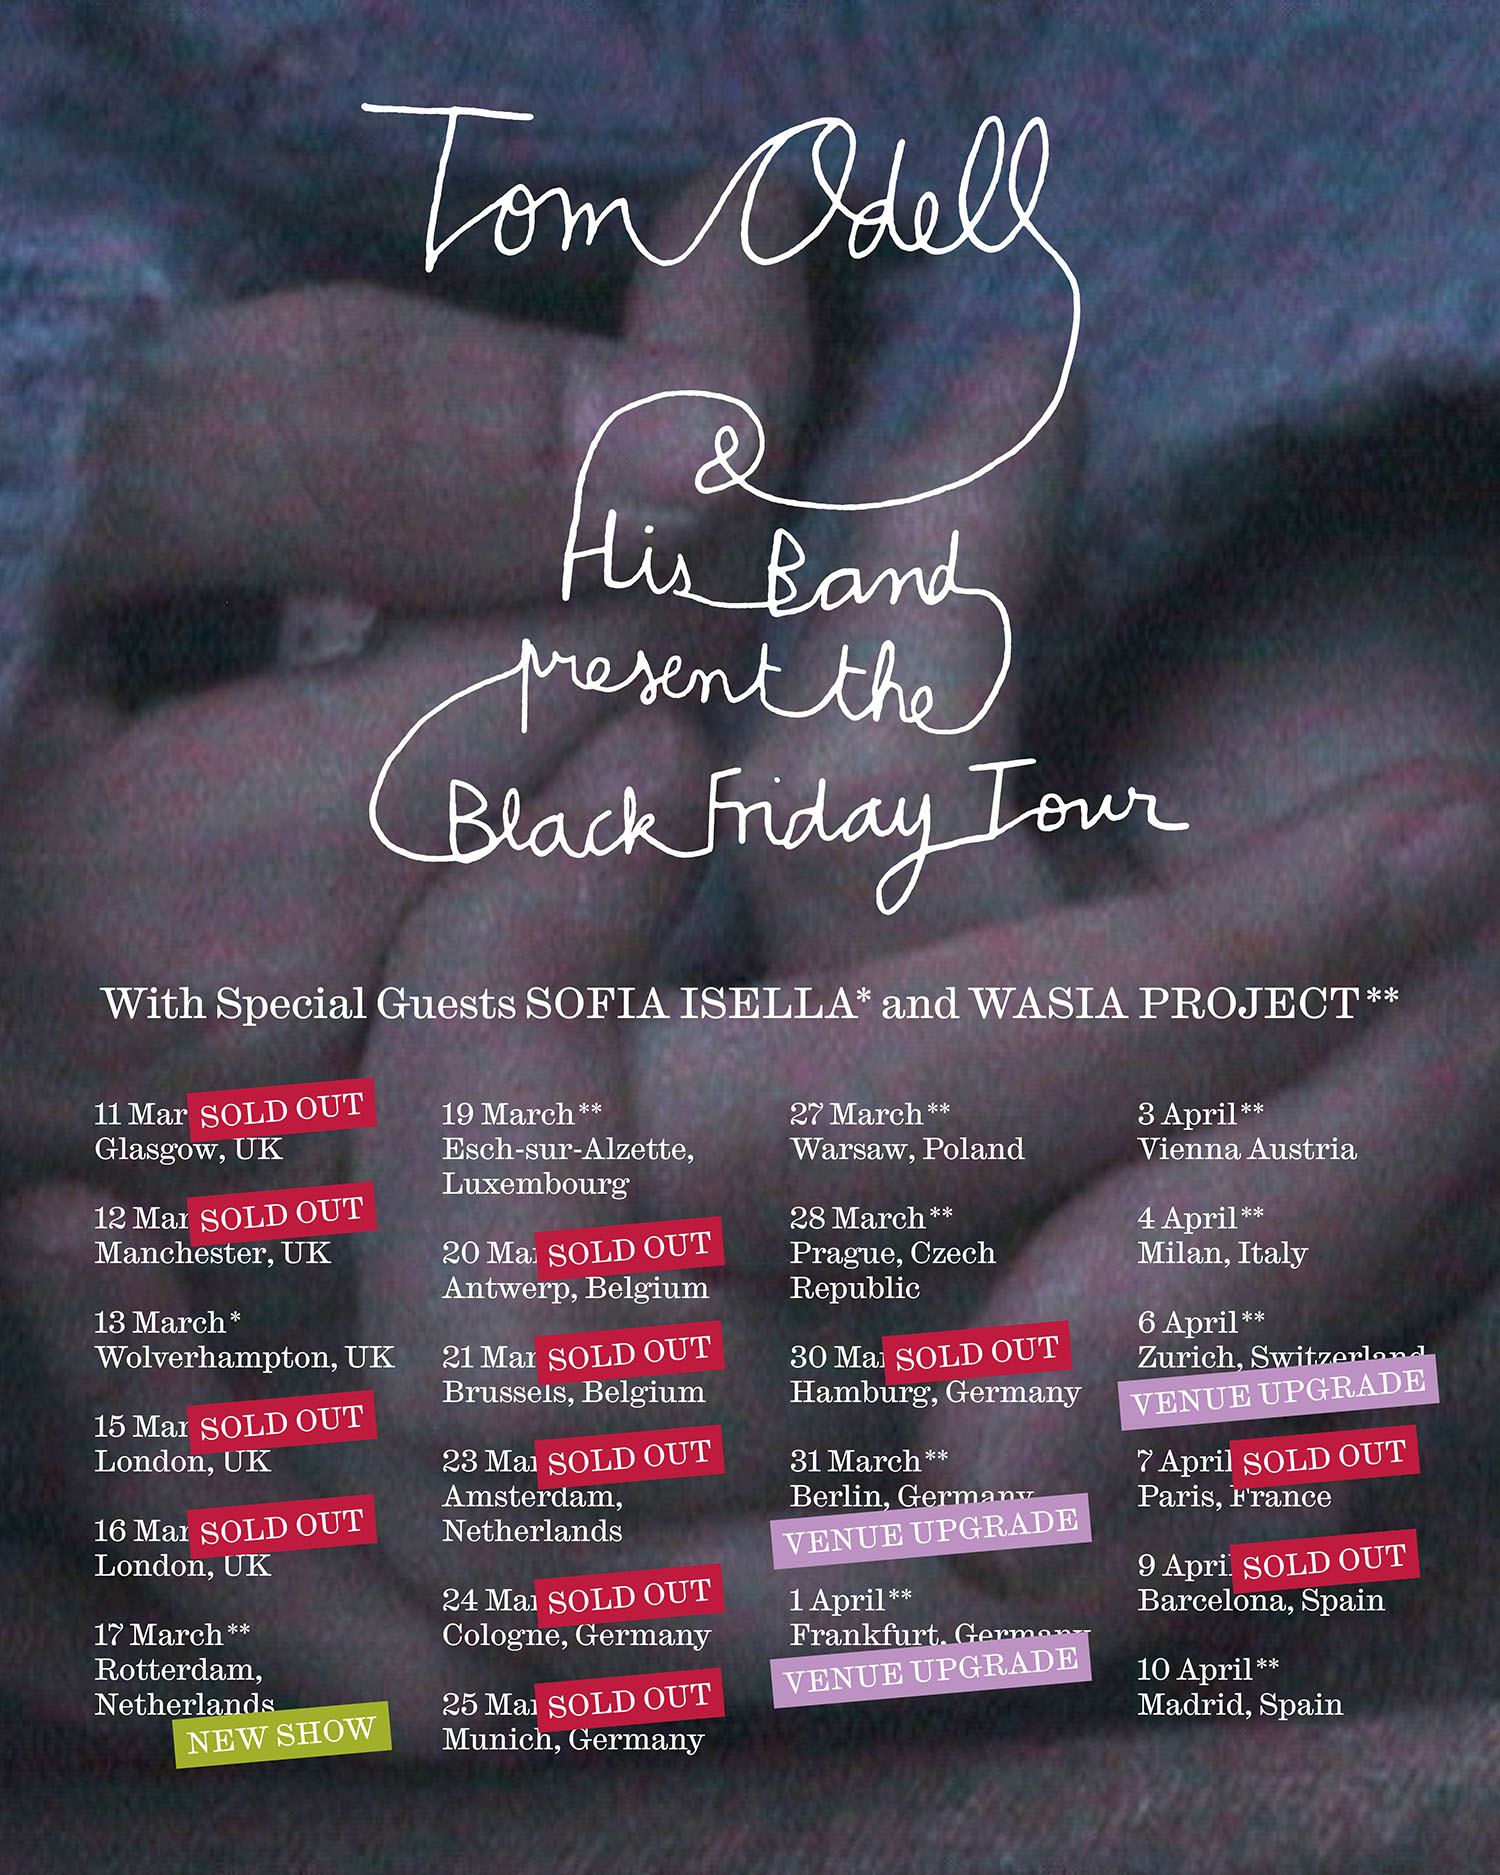 Tom Odell
&
His Band
present the
Black Friday Tour
With Special Guests SOFIA ISELLA* and WASIA PROJECT**
11 Mar SOLD OUT
Glasgow, UK
12 Mar SOLD OUT
Manchester, UK
13 March*
Wolverhampton, UK
15 Mar SOLD OUT
London, UK
16 Mar SOLD OUT
London, UK
17 March**
Rotterdam,
Netherlands
NEW SHOW
19 March**
Esch-sur-Alzette,
Luxembourg
20 Mar SOLD OUT
Antwerp, Belgium
21 Mar SOLD OUT
Brussels, Belgium
23 Mar SOLD OUT
Amsterdam,
Netherlands
24 Mar SOLD OUT
Cologne, Germany
25 Mar SOLD OUT
Munich, Germany
27 March**
Warsaw, Poland
28 March**
Prague, Czech
Republic
30 Mar SOLD OUT
Hamburg, Germany
31 March**
Berlin, Germany
VENUE UPGRADE
1 April**
Frankfurt, Germany
VENUE UPGRADE
3 April**
Vienna Austria
4 April**
Milan, Italy
6 April**
Zurich, Switzerland
VENUE UPGRADE
7 April SOLD OUT
Paris, France
9 April SOLD OUT
Barcelona, Spain
10 April**
Madrid, Spain